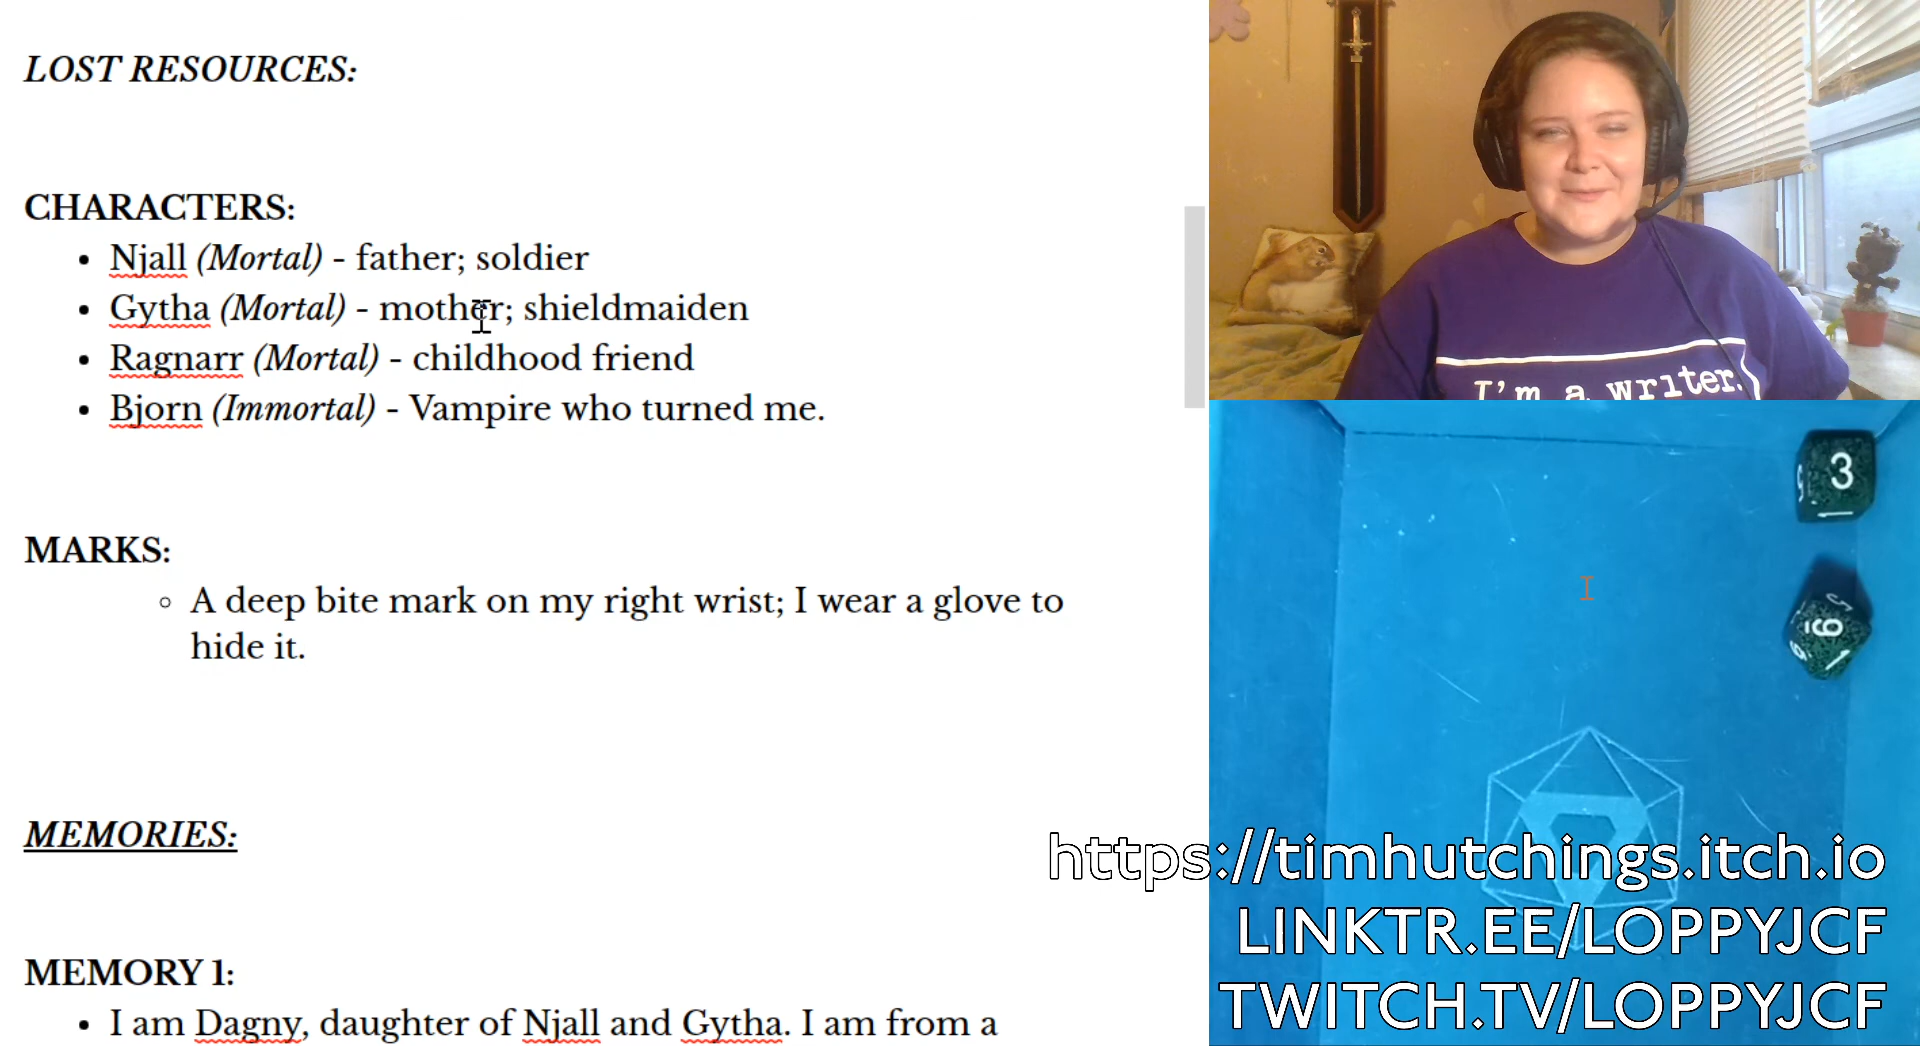 LOST RESOURCES:
CHARACTERS:
Njall (Mortal) - father; soldier
Gytha (Mortal) - mother; shieldmaiden
Ragnarr (Mortal) - childhood friend
Bjorn (Immortal) - Vampire who turned me.
MARKS:
A deep bite mark on my right wrist; I wear a glove to
hide it.
MEMORIES:
MEMORY 1:
I am Dagny, daughter of Njall and Gytha. I am from a
I'm a writer.
3
6
https://timhutchings.itch.io
LINKTR.EE/LOPPYJCF
TWITCH.TV/LOPPYJCF